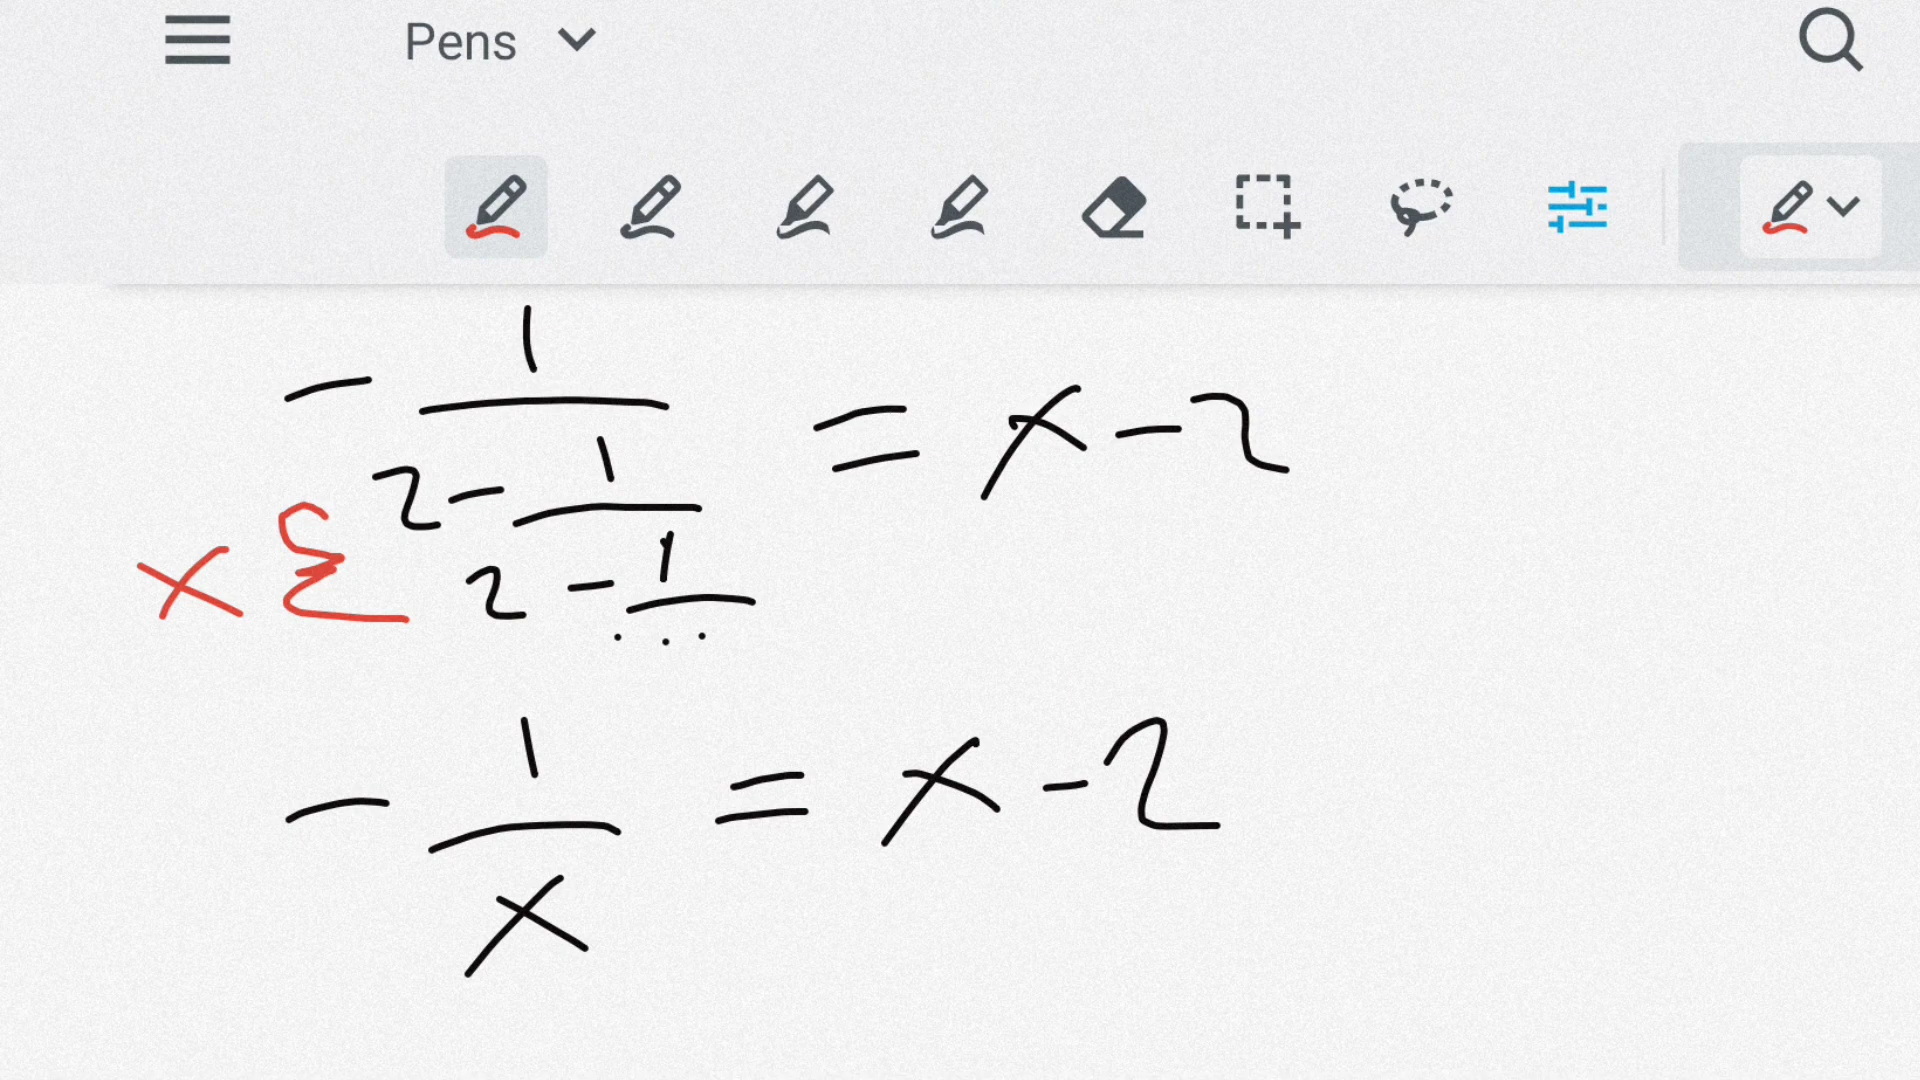 Pens
- 1/(2 - 1/(2 - 1/...)) = x - 2
x {
- 1/x = x - 2